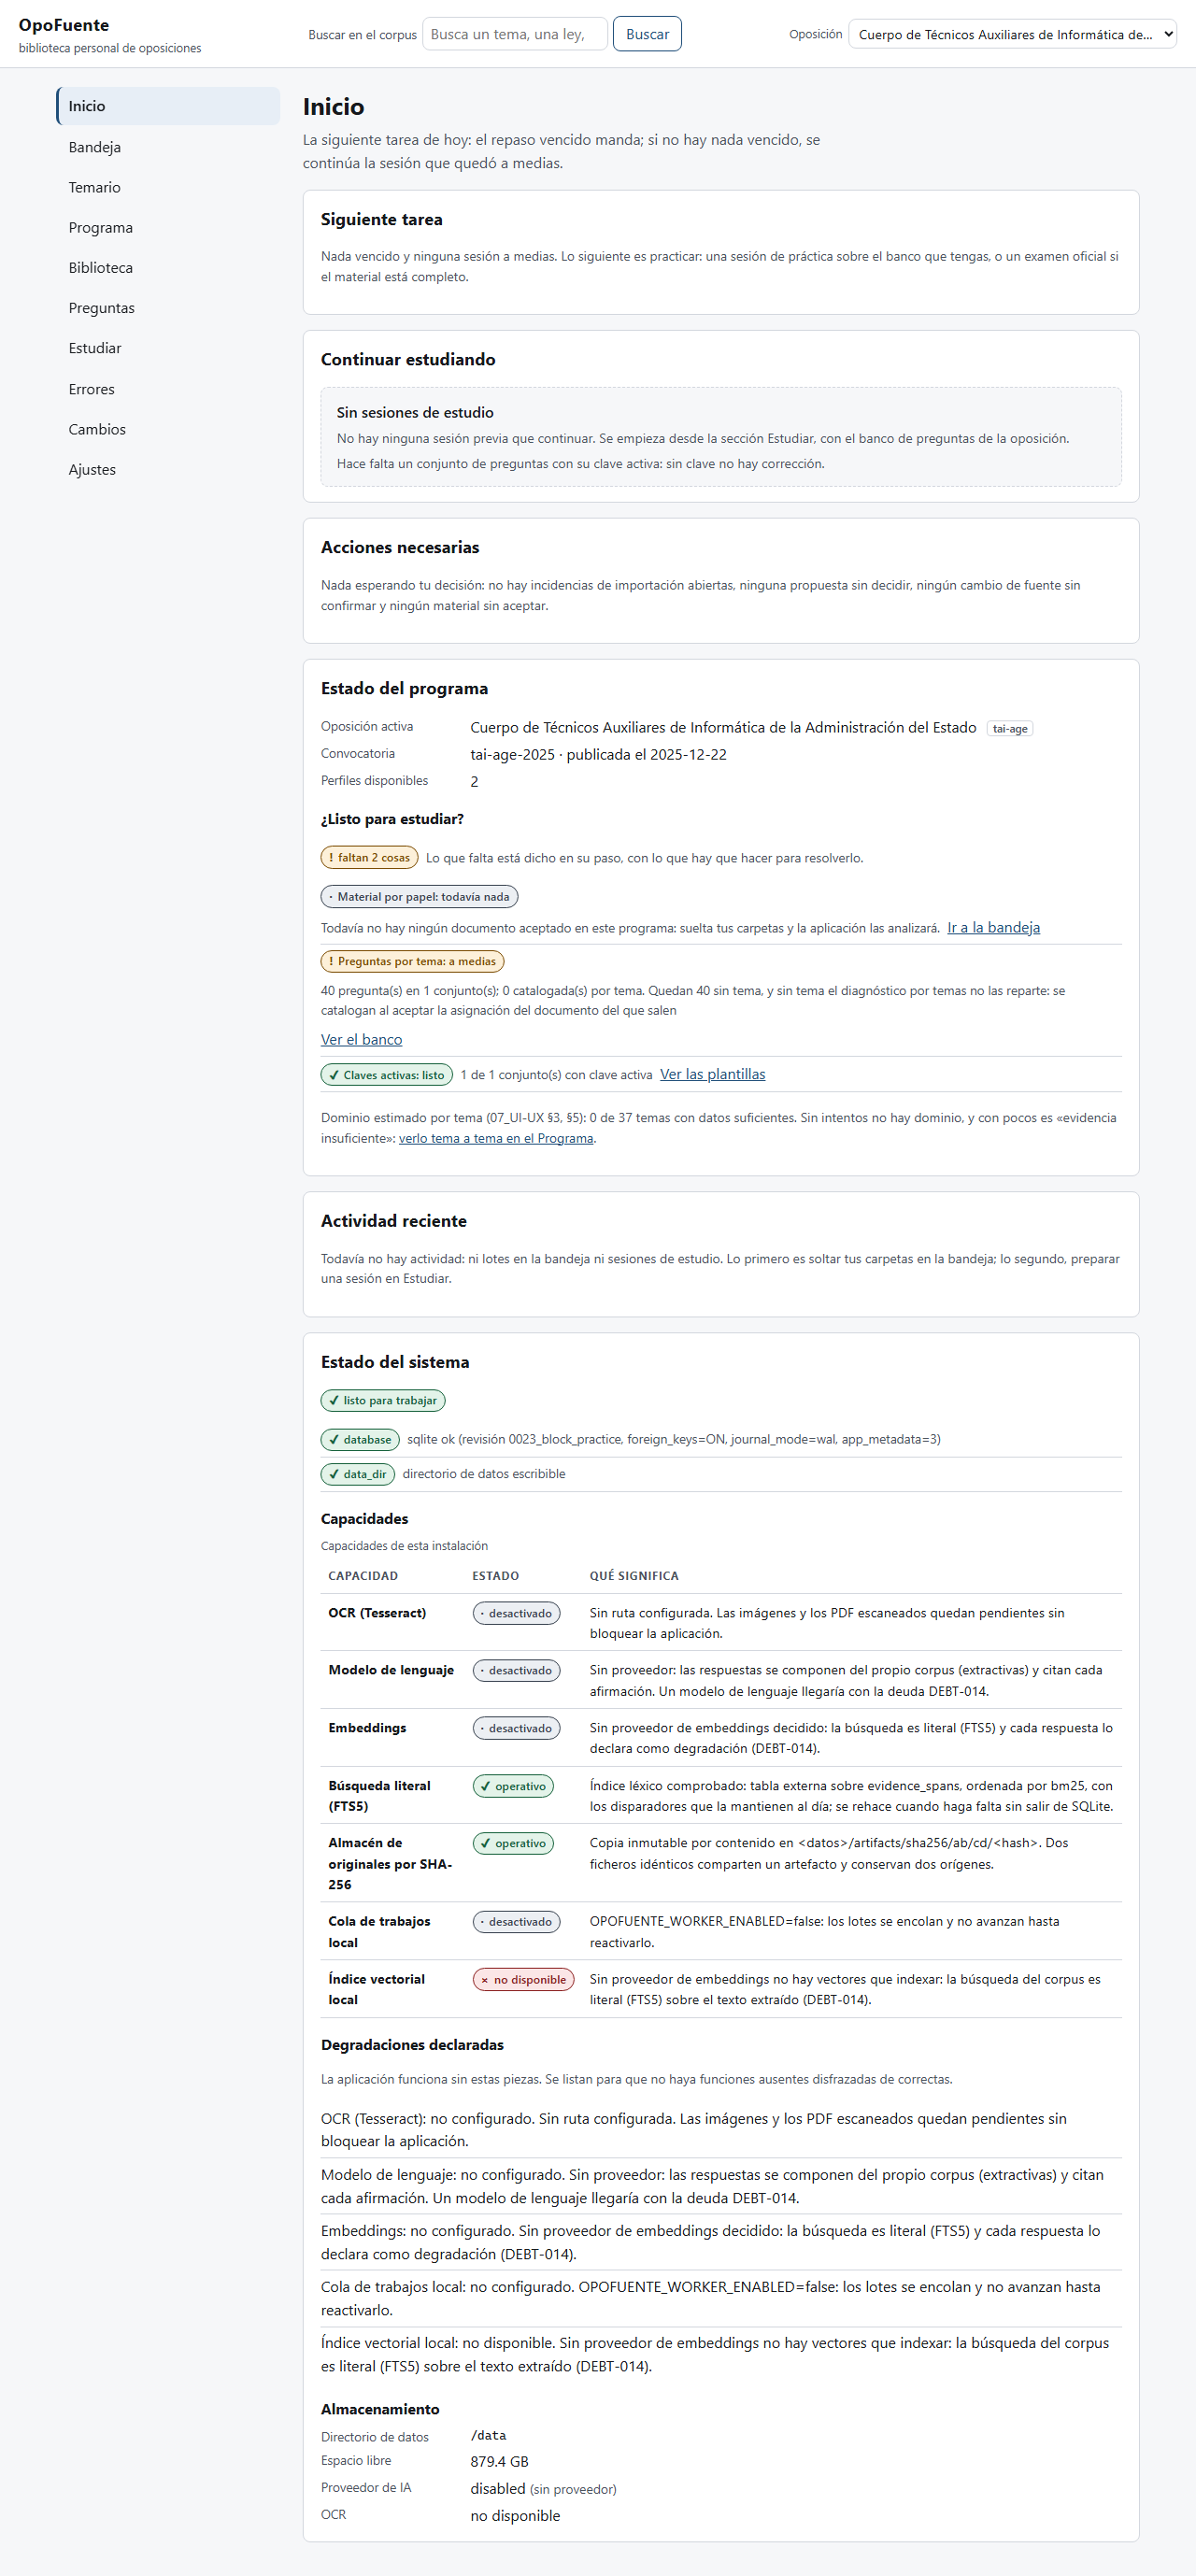 OpoFuente
biblioteca personal de oposiciones
Buscar en el corpus
Busca un tema, una ley,
Buscar
Oposición
Cuerpo de Técnicos Auxiliares de Informática de...
Inicio
Bandeja
Temario
Programa
Biblioteca
Preguntas
Estudiar
Errores
Cambios
Ajustes
Inicio
La siguiente tarea de hoy: el repaso vencido manda; si no hay nada vencido, se
continúa la sesión que quedó a medias.
Siguiente tarea
Nada vencido y ninguna sesión a medias. Lo siguiente es practicar: una sesión de práctica sobre el banco que tengas, o un examen oficial si
el material está completo.
Continuar estudiando
Sin sesiones de estudio
No hay ninguna sesión previa que continuar. Se empieza desde la sección Estudiar, con el banco de preguntas de la oposición.
Hace falta un conjunto de preguntas con su clave activa: sin clave no hay corrección.
Acciones necesarias
Nada esperando tu decisión: no hay incidencias de importación abiertas, ninguna propuesta sin decidir, ningún cambio de fuente sin
confirmar y ningún material sin aceptar.
Estado del programa
Oposición activa Cuerpo de Técnicos Auxiliares de Informática de la Administración del Estado tai-age
Convocatoria tai-age-2025 · publicada el 2025-12-22
Perfiles disponibles 2
¿Listo para estudiar?
! faltan 2 cosas Lo que falta está dicho en su paso, con lo que hay que hacer para resolverlo.
· Material por papel: todavía nada
Todavía no hay ningún documento aceptado en este programa: suelta tus carpetas y la aplicación las analizará. Ir a la bandeja
! Preguntas por tema: a medias
40 pregunta(s) en 1 conjunto(s); 0 catalogada(s) por tema. Quedan 40 sin tema, y sin tema el diagnóstico por temas no las reparte: se
catalogan al aceptar la asignación del documento del que salen
Ver el banco
✓ Claves activas: listo 1 de 1 conjunto(s) con clave activa Ver las plantillas
Dominio estimado por tema (07_UI-UX §3, §5): 0 de 37 temas con datos suficientes. Sin intentos no hay dominio, y con pocos es «evidencia
insuficiente»: verlo tema a tema en el Programa.
Actividad reciente
Todavía no hay actividad: ni lotes en la bandeja ni sesiones de estudio. Lo primero es soltar tus carpetas en la bandeja; lo segundo, preparar
una sesión en Estudiar.
Estado del sistema
✓ listo para trabajar
✓ database sqlite ok (revisión 0023_block_practice, foreign_keys=ON, journal_mode=wal, app_metadata=3)
✓ data_dir directorio de datos escribible
Capacidades
Capacidades de esta instalación
CAPACIDAD ESTADO QUÉ SIGNIFICA
OCR (Tesseract) · desactivado Sin ruta configurada. Las imágenes y los PDF escaneados quedan pendientes sin
bloquear la aplicación.
Modelo de lenguaje · desactivado Sin proveedor: las respuestas se componen del propio corpus (extractivas) y citan cada
afirmación. Un modelo de lenguaje llegaría con la deuda DEBT-014.
Embeddings · desactivado Sin proveedor de embeddings decidido: la búsqueda es literal (FTS5) y cada respuesta lo
declara como degradación (DEBT-014).
Búsqueda literal ✓ operativo Índice léxico comprobado: tabla externa sobre evidence_spans, ordenada por bm25, con
(FTS5) los disparadores que la mantienen al día; se rehace cuando haga falta sin salir de SQLite.
Almacén de ✓ operativo Copia inmutable por contenido en <datos>/artifacts/sha256/ab/cd/<hash>. Dos
originales por SHA- ficheros idénticos comparten un artefacto y conservan dos orígenes.
256
Cola de trabajos · desactivado OPOFUENTE_WORKER_ENABLED=false: los lotes se encolan y no avanzan hasta
local reactivarlo.
Índice vectorial × no disponible Sin proveedor de embeddings no hay vectores que indexar: la búsqueda del corpus es
local literal (FTS5) sobre el texto extraído (DEBT-014).
Degradaciones declaradas
La aplicación funciona sin estas piezas. Se listan para que no haya funciones ausentes disfrazadas de correctas.
OCR (Tesseract): no configurado. Sin ruta configurada. Las imágenes y los PDF escaneados quedan pendientes sin
bloquear la aplicación.
Modelo de lenguaje: no configurado. Sin proveedor: las respuestas se componen del propio corpus (extractivas) y citan
cada afirmación. Un modelo de lenguaje llegaría con la deuda DEBT-014.
Embeddings: no configurado. Sin proveedor de embeddings decidido: la búsqueda es literal (FTS5) y cada respuesta lo
declara como degradación (DEBT-014).
Cola de trabajos local: no configurado. OPOFUENTE_WORKER_ENABLED=false: los lotes se encolan y no avanzan hasta
reactivarlo.
Índice vectorial local: no disponible. Sin proveedor de embeddings no hay vectores que indexar: la búsqueda del corpus
es literal (FTS5) sobre el texto extraído (DEBT-014).
Almacenamiento
Directorio de datos /data
Espacio libre 879.4 GB
Proveedor de IA disabled (sin proveedor)
OCR no disponible